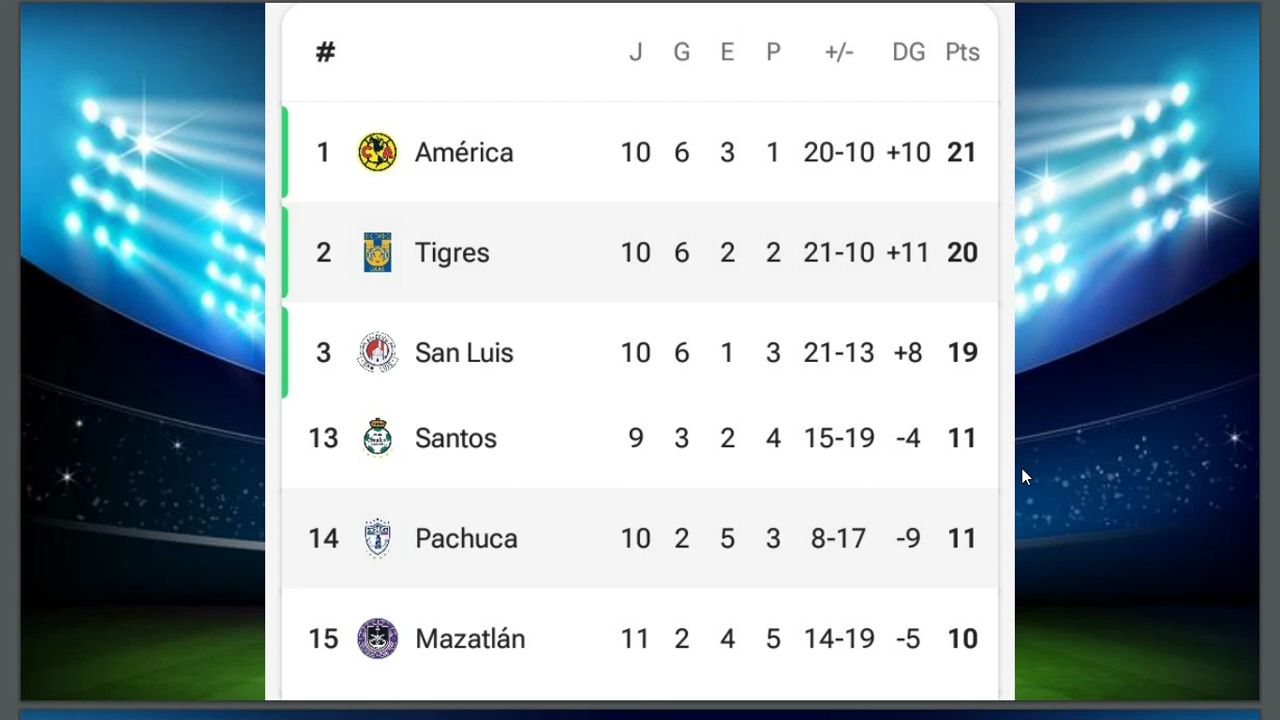 # J G E P +/- DG Pts
1 América 10 6 3 1 20-10 +10 21
2 Tigres 10 6 2 2 21-10 +11 20
3 San Luis 10 6 1 3 21-13 +8 19
13 Santos 9 3 2 4 15-19 -4 11
14 Pachuca 10 2 5 3 8-17 -9 11
15 Mazatlán 11 2 4 5 14-19 -5 10